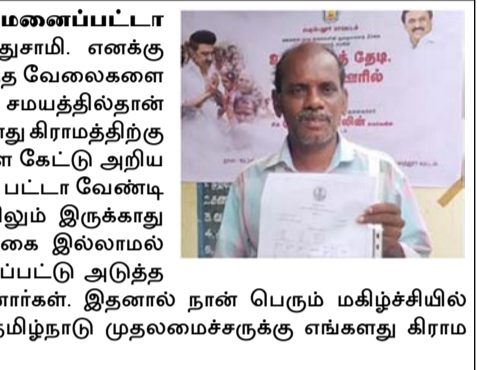 மனைப்பட்டா
துசாமி. எனக்கு
த வேலைகளை
சமயத்தில்தான்
ாது கிராமத்திற்கு
ள கேட்டு அறிய
பட்டா வேண்டி
ிலும் இருக்காது
கை இல்லாமல்
ப்பட்டு அடுத்த
னார்கள். இதனால் நான் பெரும் மகிழ்ச்சியில்
தமிழ்நாடு முதலமைச்சருக்கு எங்களது கிராம
தேடி.
ஊரில்